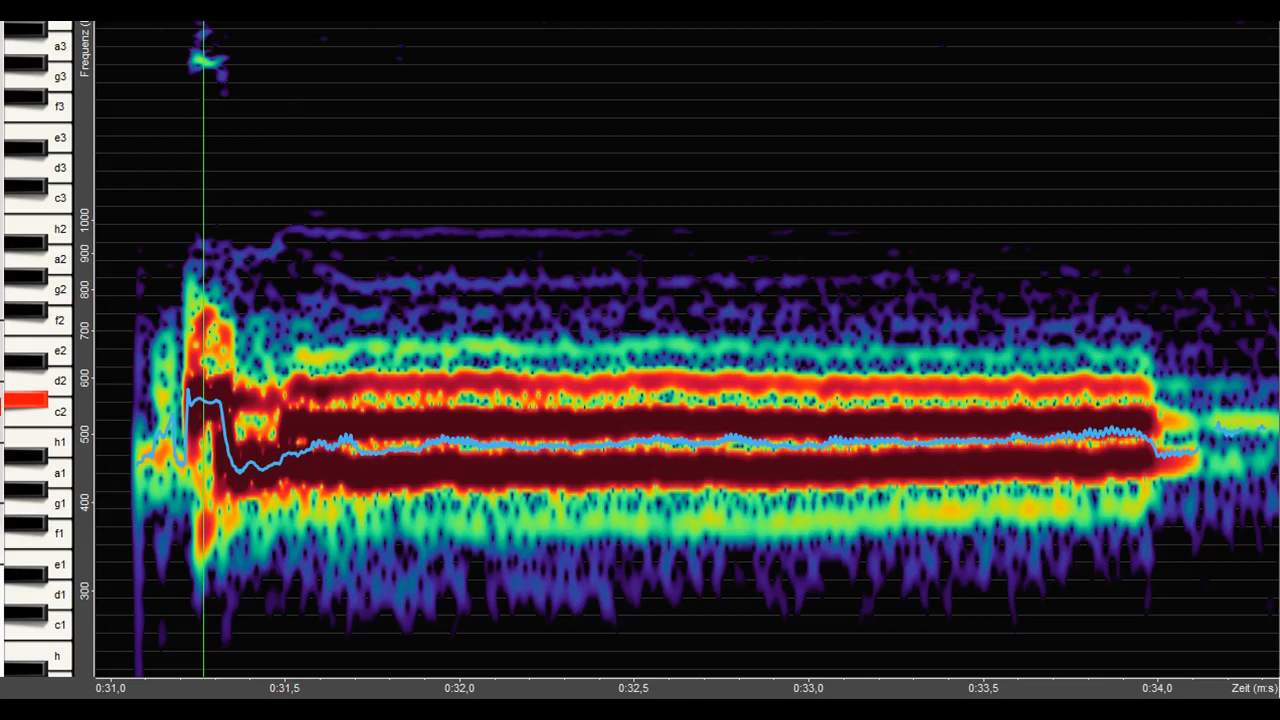 a3
g3
f3
e3
d3
c3
h2
a2
g2
f2
e2
d2
c2
h1
a1
g1
f1
e1
d1
c1
h
Frequenz
1000
900
800
700
600
500
400
300
0:31,0 0:31,5 0:32,0 0:32,5 0:33,0 0:33,5 0:34,0 Zeit (m:s)